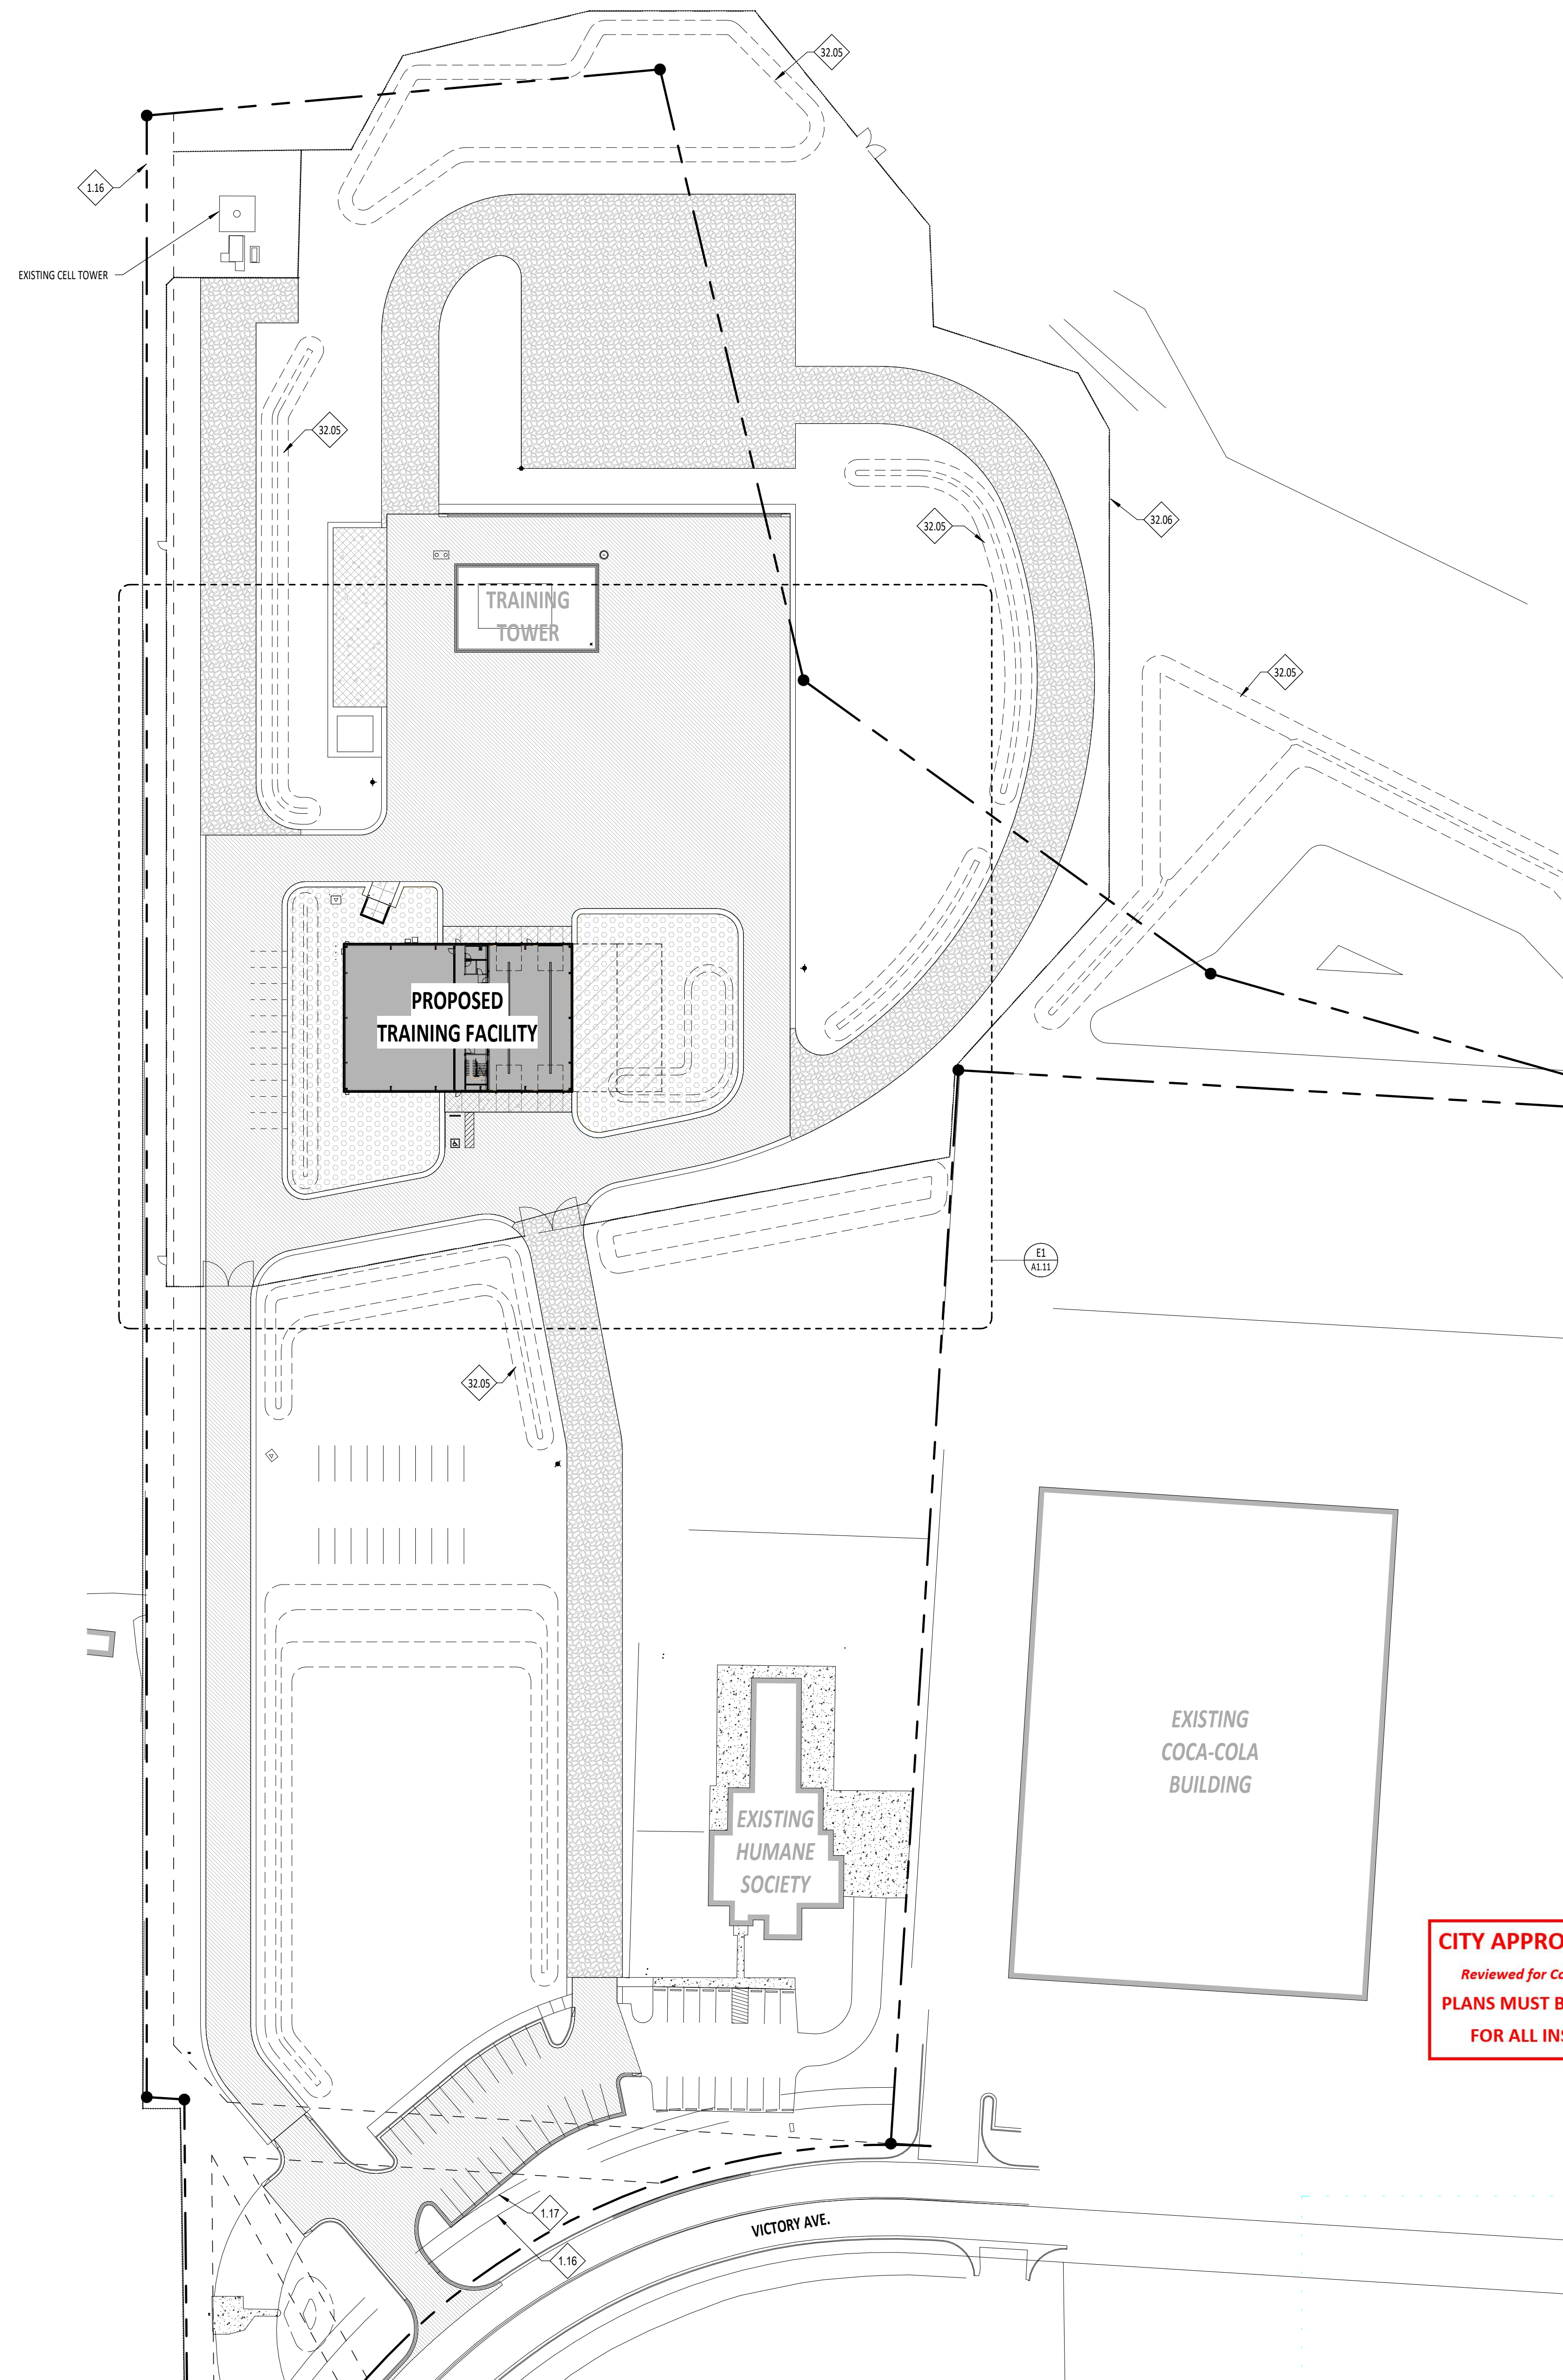 32.05
1.16
EXISTING CELL TOWER
32.05
32.06
32.05
TRAINING
TOWER
32.05
PROPOSED
TRAINING FACILITY
E1
A1.11
32.05
EXISTING
COCA-COLA
BUILDING
EXISTING
HUMANE
SOCIETY
CITY APPRO
Reviewed for Co
PLANS MUST B
FOR ALL INS
1.17
VICTORY AVE.
1.16